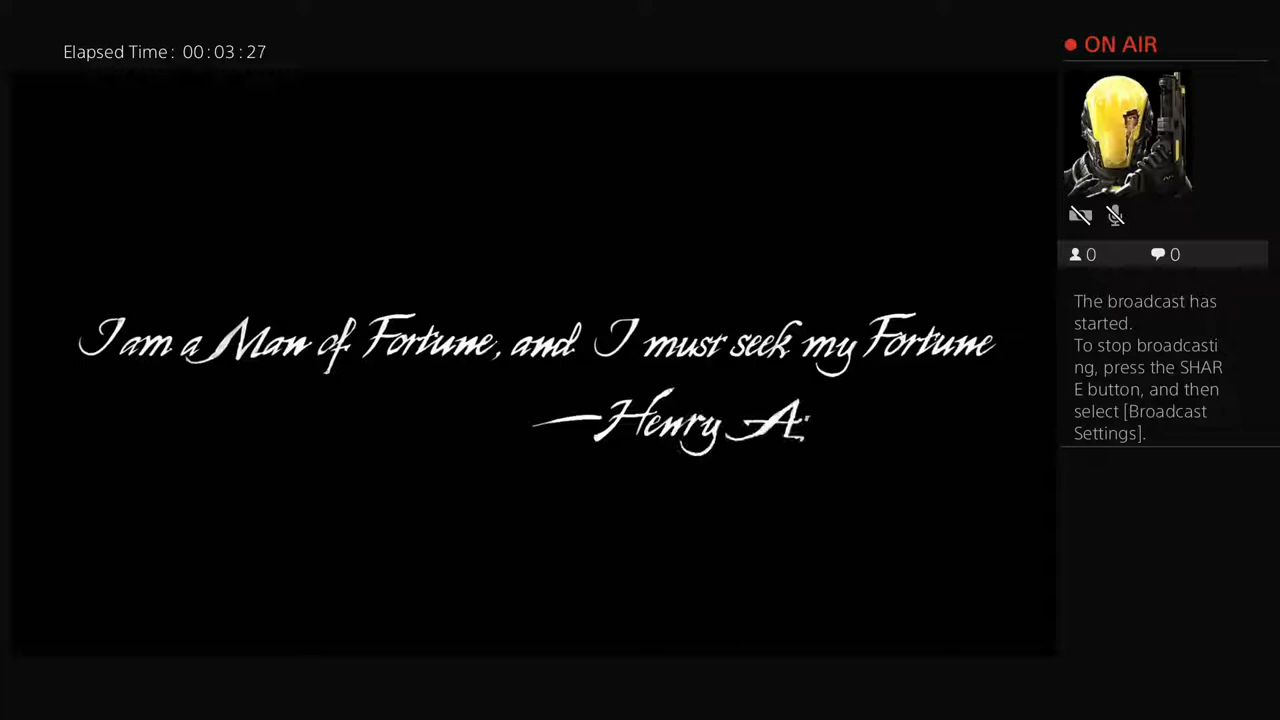 Elapsed Time: 00:03:27
ON AIR
I am a Man of Fortune, and I must seek my Fortune
—Henry A:
0 0
The broadcast has
started.
To stop broadcasti
ng, press the SHAR
E button, and then
select [Broadcast
Settings].